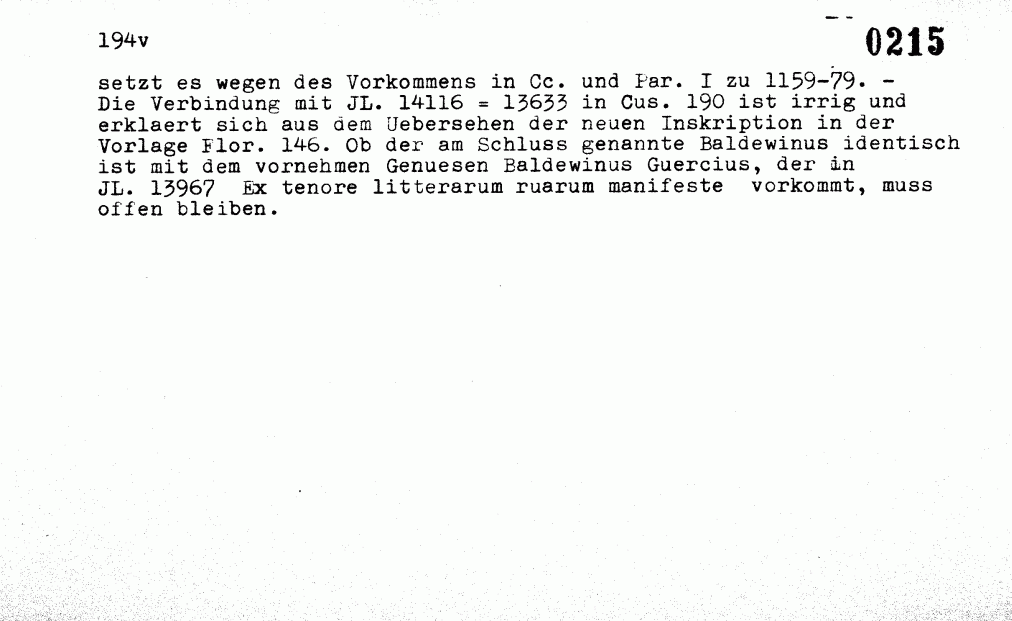 194v
0215
setzt es wegen des Vorkommens in Cc. und Par. I zu 1159-79. -
Die Verbindung mit JL. 14116 = 13633 in Cus. 190 ist irrig und
erklaert sich aus dem Uebersehen der neuen Inskription in der
Vorlage Flor. 146. Ob der am Schluss genannte Baldewinus identisch
ist mit dem vornehmen Genuesen Baldewinus Guercius, der in
JL. 13967 Ex tenore litterarum ruarum manifeste vorkommt, muss
offen bleiben.